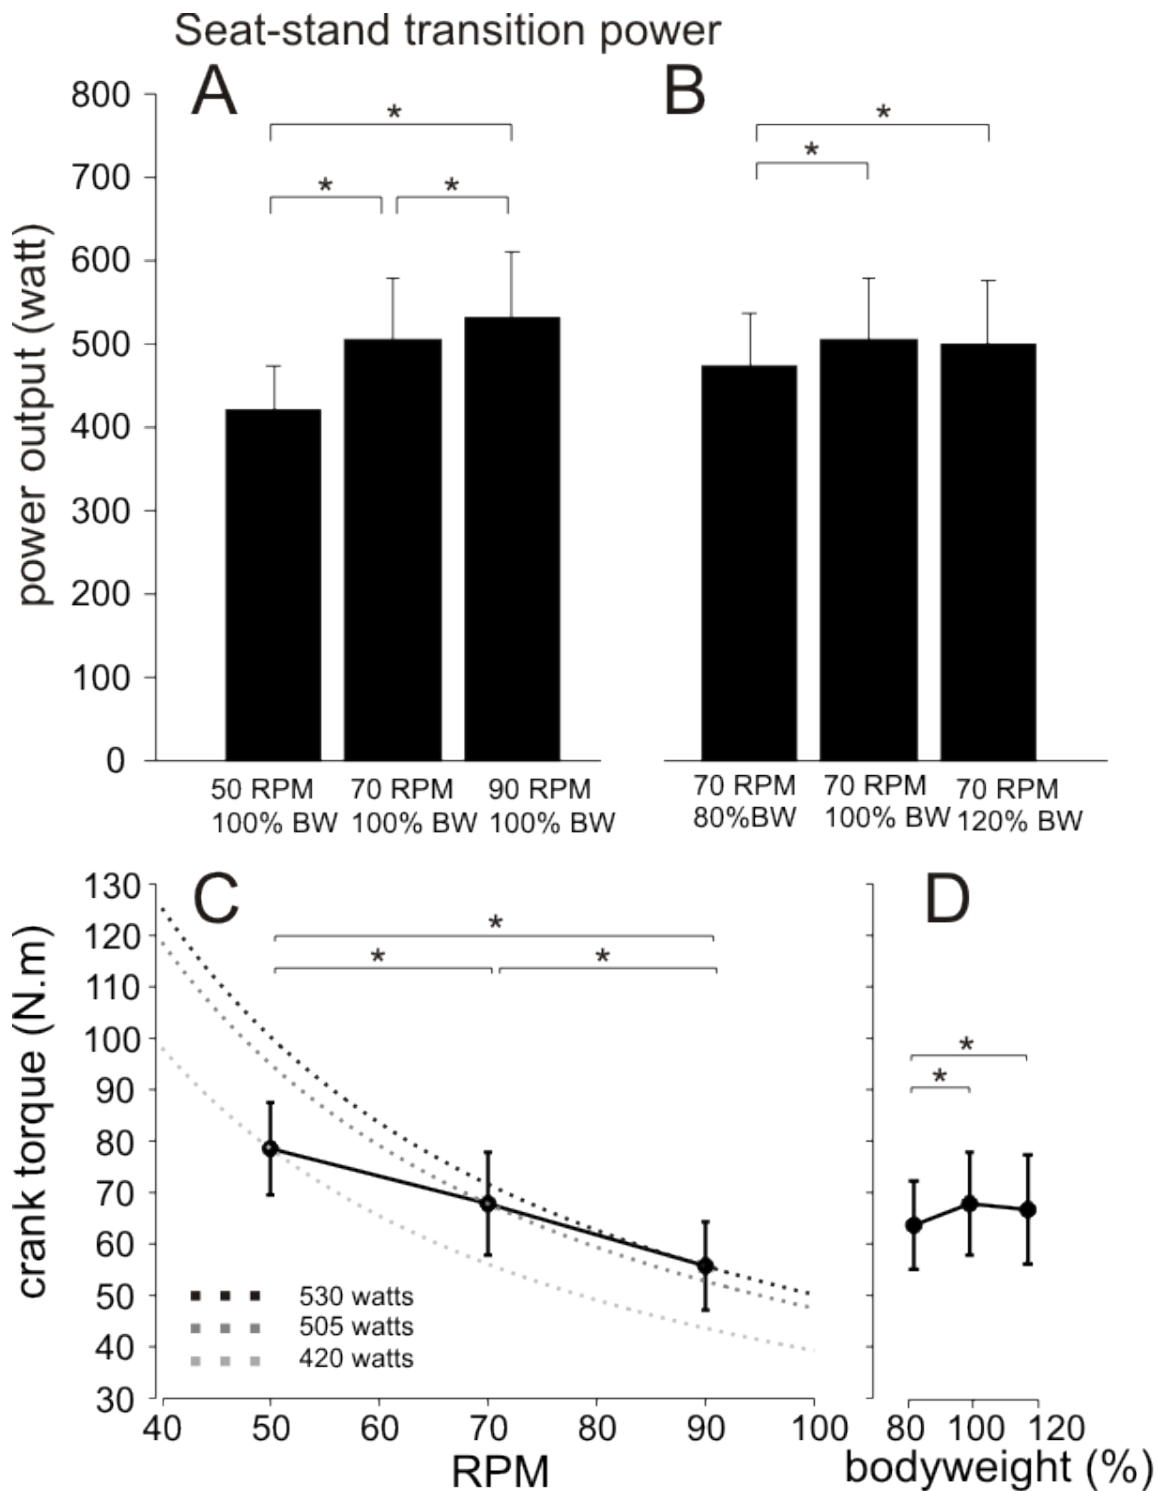 Seat-stand transition power
A
B
800
700
600
500
400
300
200
100
0
power output (watt)
*
*
*
*
*
50 RPM
100% BW
70 RPM
100% BW
90 RPM
100% BW
70 RPM
80%BW
70 RPM
100% BW
70 RPM
120% BW
C
D
130
120
110
100
90
80
70
60
50
40
30
crank torque (N.m)
*
*
*
*
*
530 watts
505 watts
420 watts
40 50 60 70 80 90 100
RPM
80 100 120
bodyweight (%)